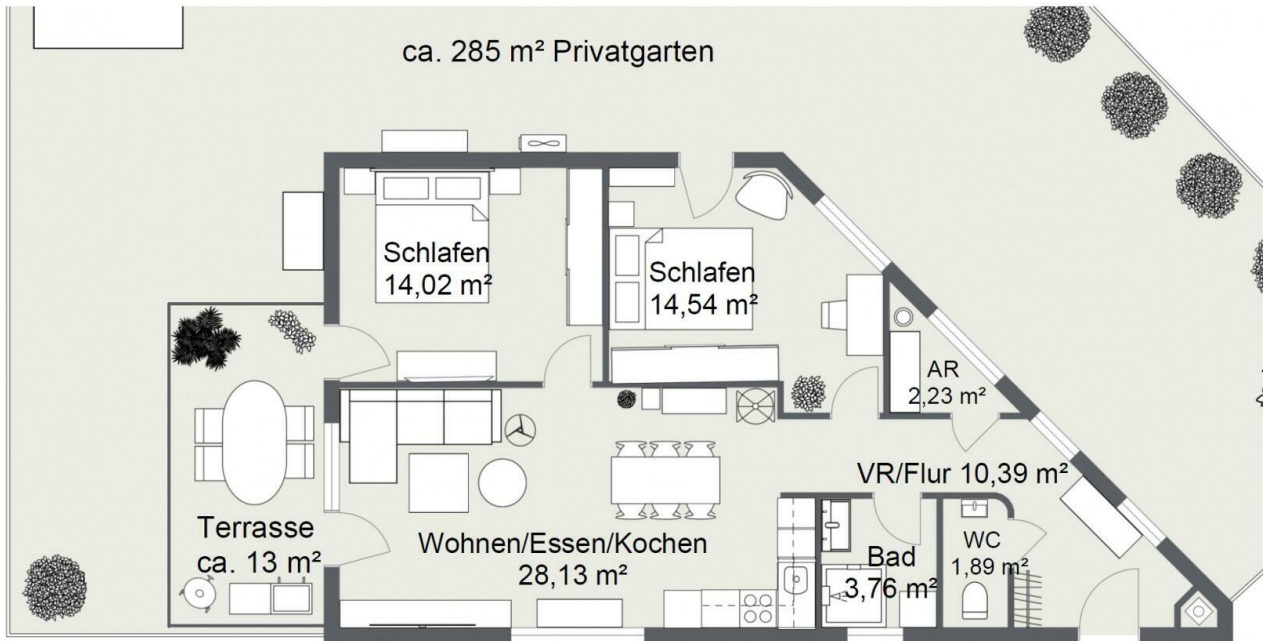 ca. 285 m² Privatgarten
Schlafen
14,02 m²
Schlafen
14,54 m²
AR
2,23 m²
VR/Flur 10,39 m²
Terrasse
ca. 13 m²
Wohnen/Essen/Kochen
28,13 m²
Bad
3,76 m²
WC
1,89 m²